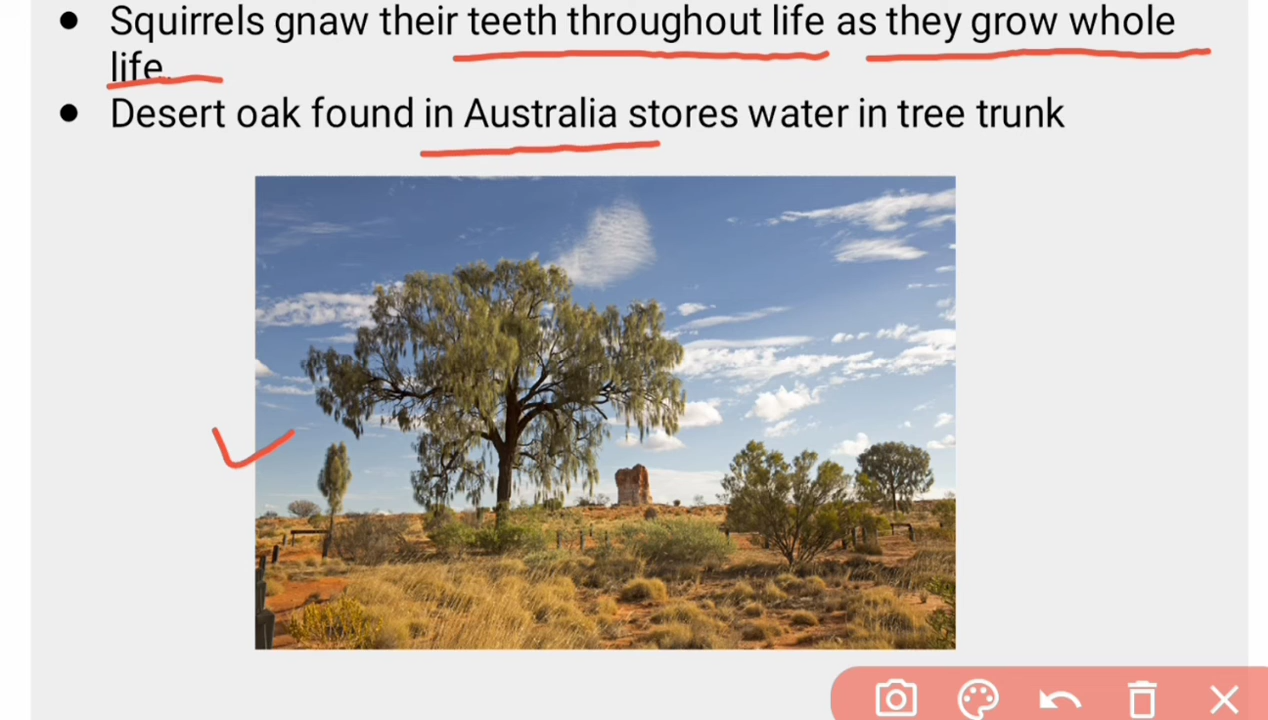 ● Squirrels gnaw their teeth throughout life as they grow whole
life.
● Desert oak found in Australia stores water in tree trunk